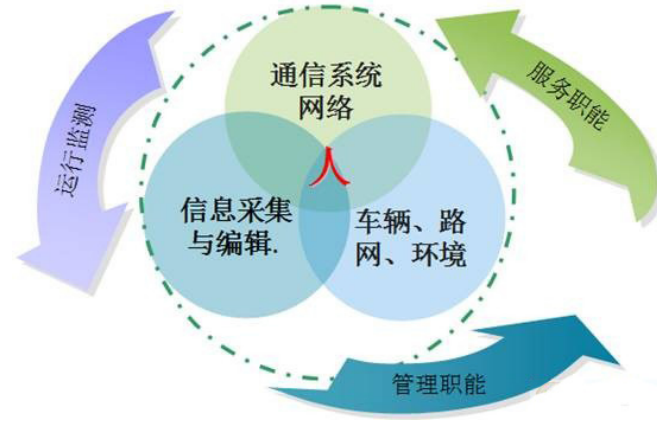 通信系统
网络
人
信息采集
与编辑.
车辆、路
网、环境
运行监测
服务职能
管理职能